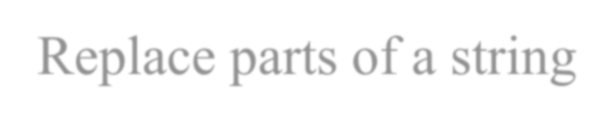 Replace parts of a string